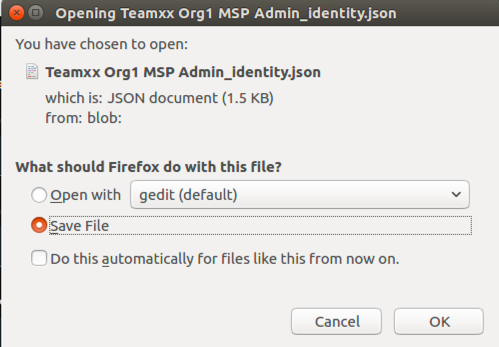 Opening Teamxx Org1 MSP Admin_identity.json
You have chosen to open:
Teamxx Org1 MSP Admin_identity.json
which is: JSON document (1.5 KB)
from: blob:
What should Firefox do with this file?
Open with gedit (default)
Save File
Do this automatically for files like this from now on.
Cancel OK